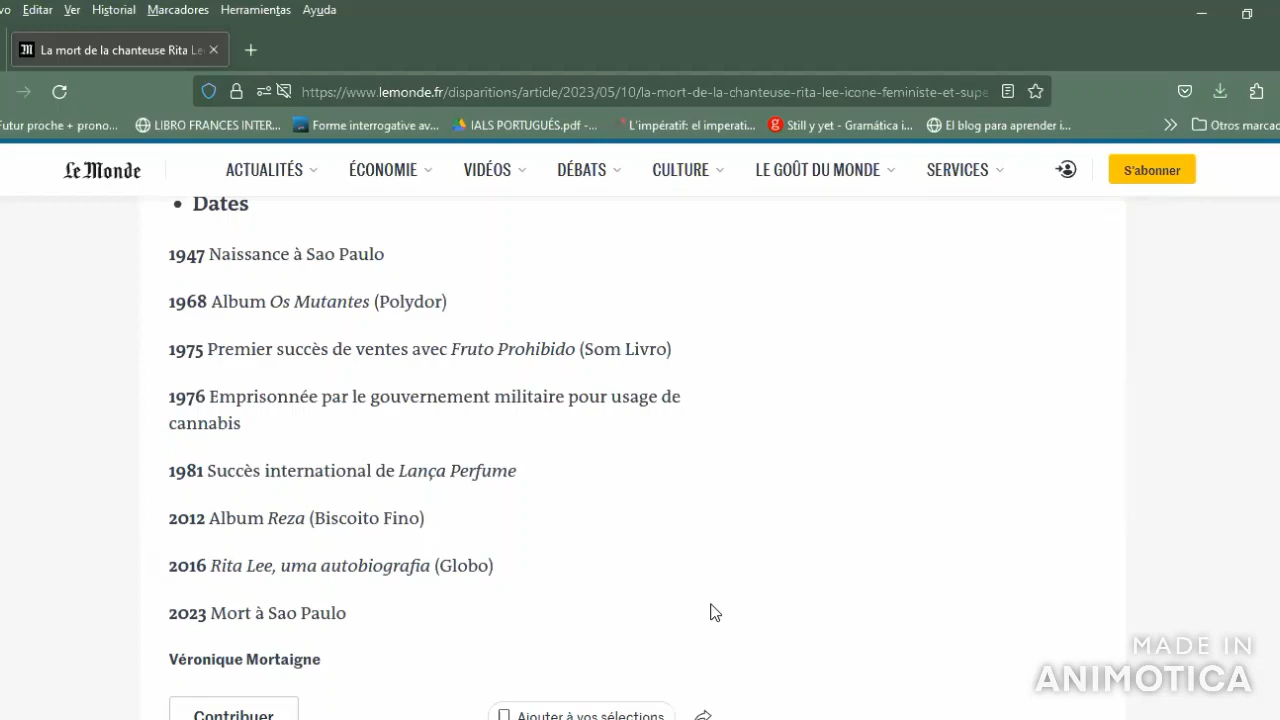 vo Editar Ver Historial Marcadores Herramientas Ayuda
La mort de la chanteuse Rita Le
https://www.lemonde.fr/disparitions/article/2023/05/10/la-mort-de-la-chanteuse-rita-lee-icone-feministe-et-supe
Futur proche + prono... LIBRO FRANCES INTER... Forme interrogative av... IALS PORTUGUÉS.pdf -... L'impératif: el imperati... Still y yet - Gramática i... El blog para aprender i... Otros marcad
Le Monde ACTUALITÉS ÉCONOMIE VIDÉOS DÉBATS CULTURE LE GOÛT DU MONDE SERVICES S'abonner
• Dates
1947 Naissance à Sao Paulo
1968 Album Os Mutantes (Polydor)
1975 Premier succès de ventes avec Fruto Prohibido (Som Livro)
1976 Emprisonnée par le gouvernement militaire pour usage de
cannabis
1981 Succès international de Lança Perfume
2012 Album Reza (Biscoito Fino)
2016 Rita Lee, uma autobiografia (Globo)
2023 Mort à Sao Paulo
Véronique Mortaigne
Contribuer Ajouter à vos sélections
MADE IN
ANIMOTICA